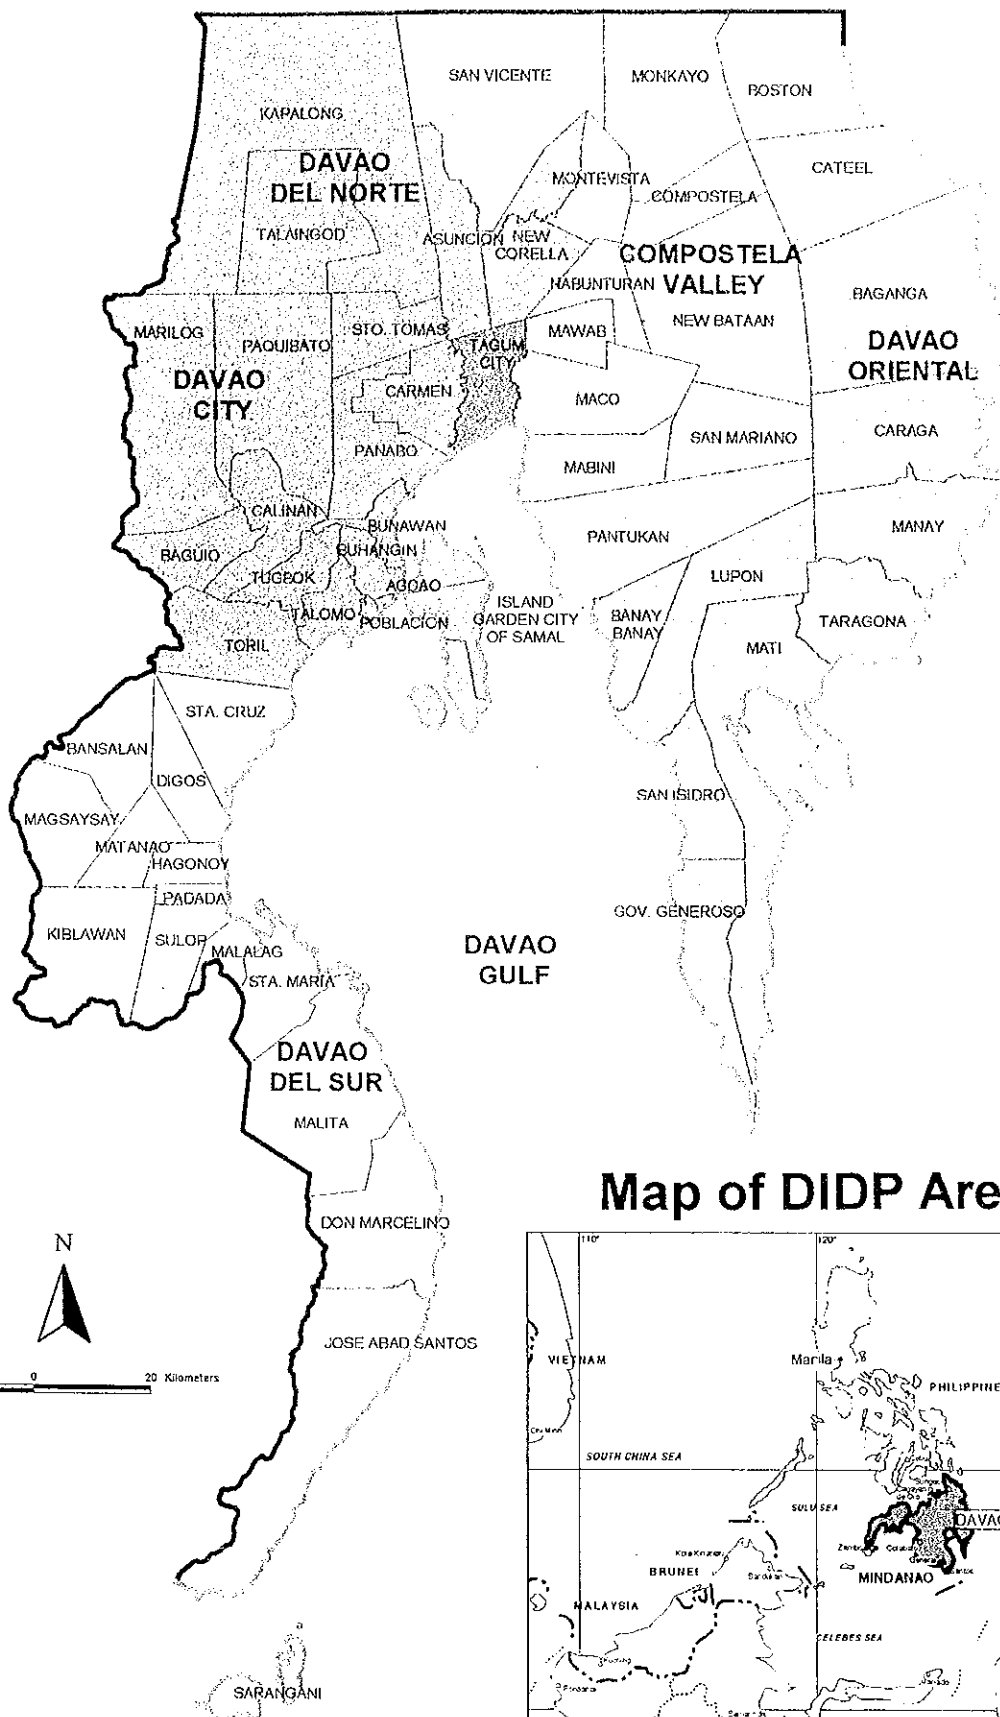 SAN VICENTE
MONKAYO
BOSTON
KAPALONG
DAVAO
DEL NORTE
MONTEVISTA
COMPOSTELA
CATEEL
TALAINGOD
ASUNCION
NEW
CORELLA
COMPOSTELA
VALLEY
NABUNTURAN
BAGANGA
MARILOG
PAQUIBATO
STO. TOMAS
TAGUM
CITY
MAWAB
NEW BATAAN
DAVAO
ORIENTAL
DAVAO
CITY
CARMEN
MACO
PANABO
MABINI
SAN MARIANO
CARAGA
CALINAN
BUNAWAN
PANTUKAN
MANAY
BAGUIO
BUHANGIN
TUGBOK
AGDAO
LUPON
TALOMO
POBLACION
ISLAND
GARDEN CITY
OF SAMAL
BANAY
BANAY
TARAGONA
TORIL
MATI
STA. CRUZ
BANSALAN
DIGOS
SAN ISIDRO
MAGSAYSAY
MATANAO
HAGONOY
PADADA
KIBLAWAN
SULOP
MALALAG
GOV. GENEROSO
DAVAO
GULF
STA. MARIA
DAVAO
DEL SUR
MALITA
Map of DIDP Are
DON MARCELINO
N
JOSE ABAD SANTOS
0 20 Kilometers
SARANGANI
110°
120°
VIETNAM
Manila
PHILIPPINE
SOUTH CHINA SEA
SULU SEA
DAVAO
BRUNEI
MINDANAO
MALAYSIA
CELEBES SEA